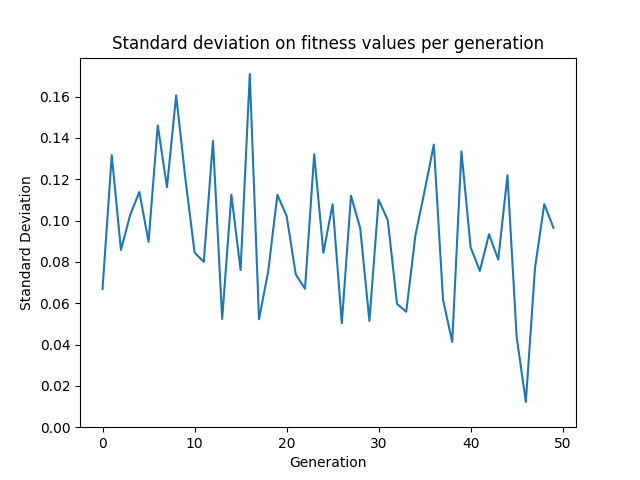 Standard deviation on fitness values per generation
0.16
0.14
0.12
0.10
0.08
0.06
0.04
0.02
0.00
Standard Deviation
0 10 20 30 40 50
Generation